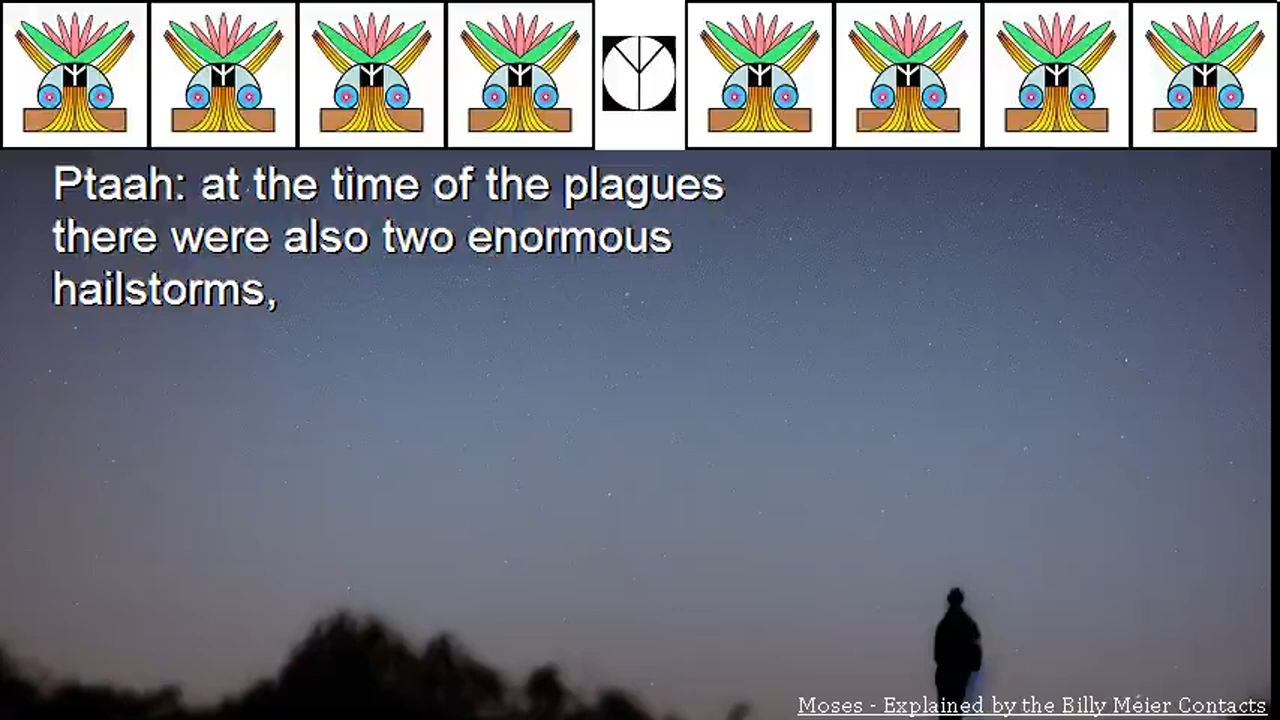 Ptaah: at the time of the plagues
there were also two enormous
hailstorms,
Moses - Explained by the Billy Meier Contacts